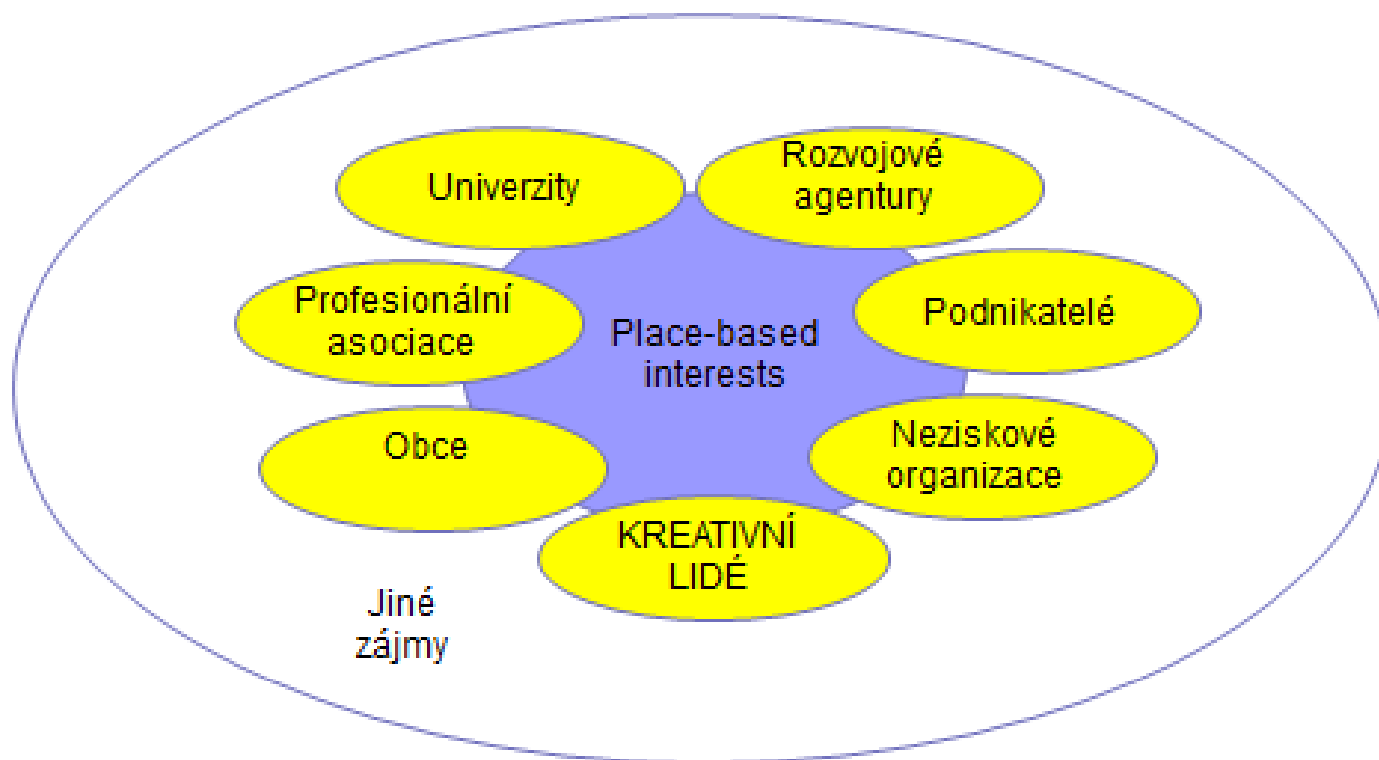 Univerzity
Rozvojové
agentury
Profesionální
asociace
Place-based
interests
Podnikatelé
Obce
Neziskové
organizace
KREATIVNÍ
LIDÉ
Jiné
zájmy